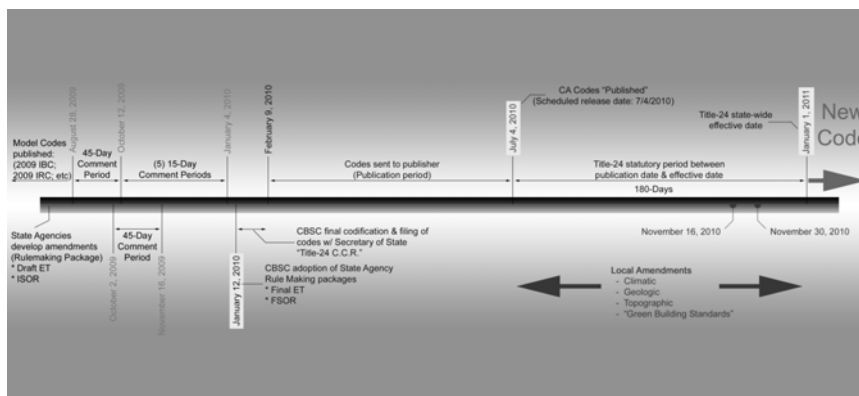 Model Codes
published:
(2009 IBC;
2009 IRC; etc)
August 28, 2009
45-Day
Comment
Period
October 12, 2009
(5) 15-Day
Comment Periods
January 4, 2010
February 9, 2010
Codes sent to publisher
(Publication period)
July 4, 2010
CA Codes "Published"
(Scheduled release date: 7/4/2010)
Title-24 statutory period between
publication date & effective date
180-Days
Title-24 state-wide
effective date
January 1, 2011
New
Code
State Agencies
develop amendments
(Rulemaking Package)
* Draft ET
* ISOR
October 2, 2009
45-Day
Comment
Period
November 16, 2009
January 12, 2010
CBSC final codification & filing of
codes w/ Secretary of State
"Title-24 C.C.R."
CBSC adoption of State Agency
Rule Making packages
* Final ET
* FSOR
November 16, 2010
November 30, 2010
Local Amendments
- Climatic
- Geologic
- Topographic
- "Green Building Standards"